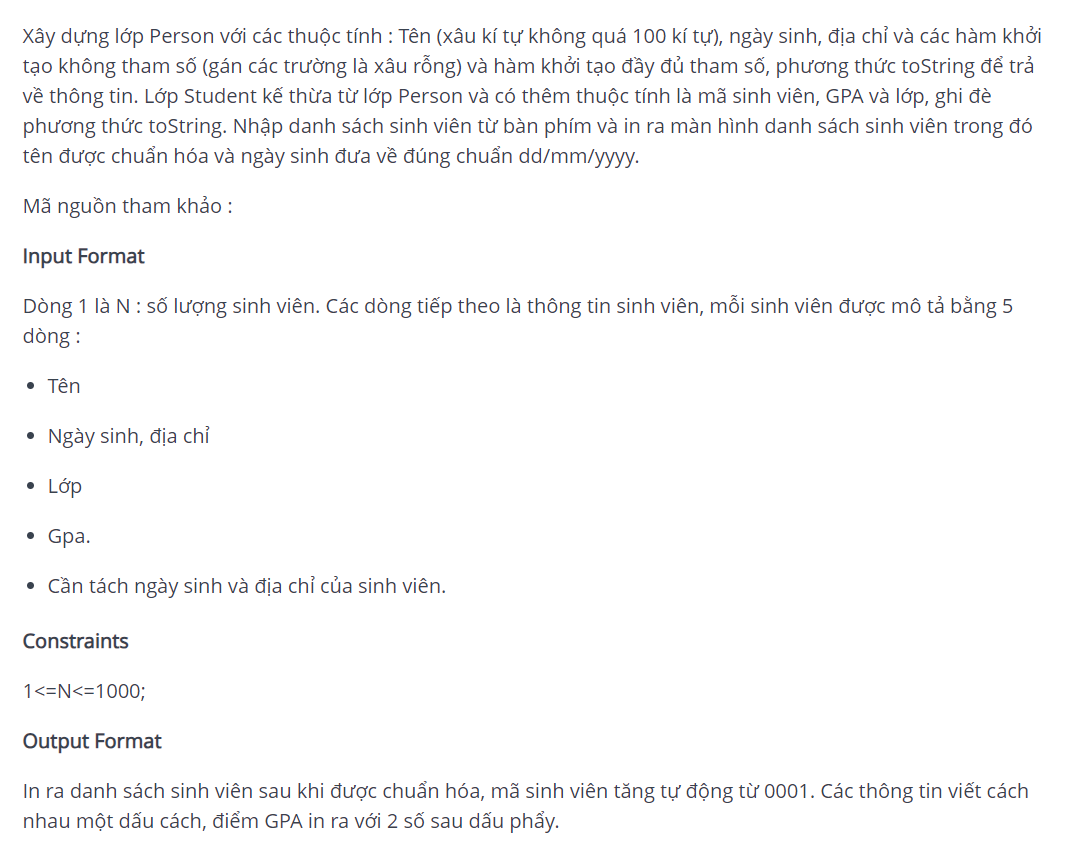 Xây dựng lớp Person với các thuộc tính : Tên (xâu kí tự không quá 100 kí tự), ngày sinh, địa chỉ và các hàm khởi
tạo không tham số (gán các trường là xâu rỗng) và hàm khởi tạo đầy đủ tham số, phương thức toString để trả
về thông tin. Lớp Student kế thừa từ lớp Person và có thêm thuộc tính là mã sinh viên, GPA và lớp, ghi đè
phương thức toString. Nhập danh sách sinh viên từ bàn phím và in ra màn hình danh sách sinh viên trong đó
tên được chuẩn hóa và ngày sinh đưa về đúng chuẩn dd/mm/yyyy.
Mã nguồn tham khảo :
Input Format
Dòng 1 là N : số lượng sinh viên. Các dòng tiếp theo là thông tin sinh viên, mỗi sinh viên được mô tả bằng 5
dòng :
• Tên
• Ngày sinh, địa chỉ
• Lớp
• Gpa.
• Cần tách ngày sinh và địa chỉ của sinh viên.
Constraints
1<=N<=1000;
Output Format
In ra danh sách sinh viên sau khi được chuẩn hóa, mã sinh viên tăng tự động từ 0001. Các thông tin viết cách
nhau một dấu cách, điểm GPA in ra với 2 số sau dấu phẩy.